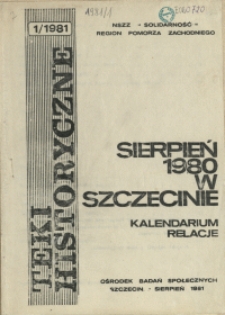 1/1981
TEKI HISTORYCZNE
NSZZ „SOLIDARNOŚĆ"
REGION POMORZA ZACHODNIEGO
SIERPIEŃ
1980 W
SZCZECINIE
KALENDARIUM
RELACJE
OŚRODEK BADAŃ SPOŁECZNYCH
SZCZECIN - SIERPIEŃ 1981